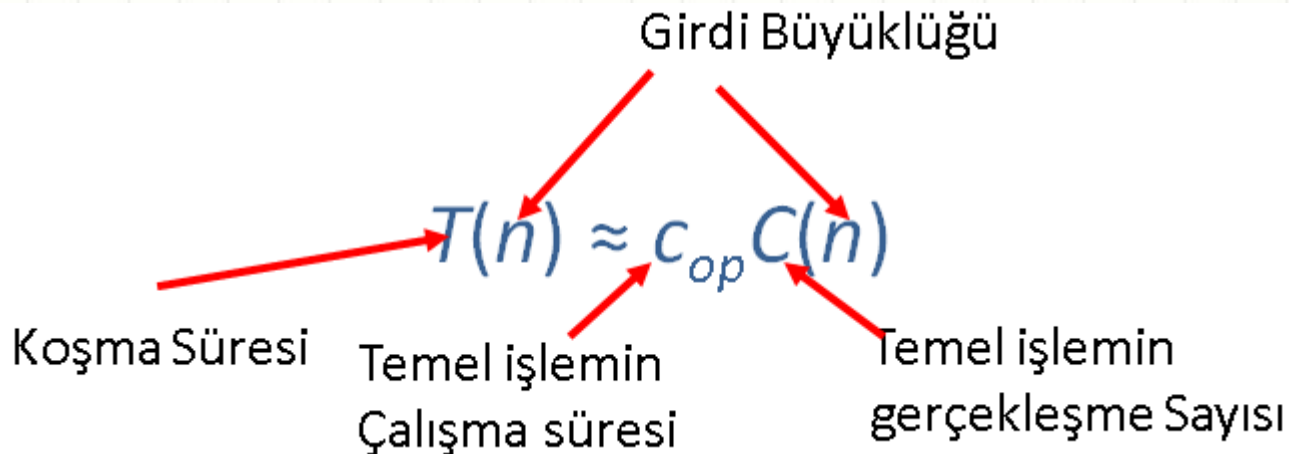 Girdi Büyüklüğü
T(n) ≈ c_op C(n)
Koşma Süresi
Temel işlemin
Çalışma süresi
Temel işlemin
gerçekleşme Sayısı